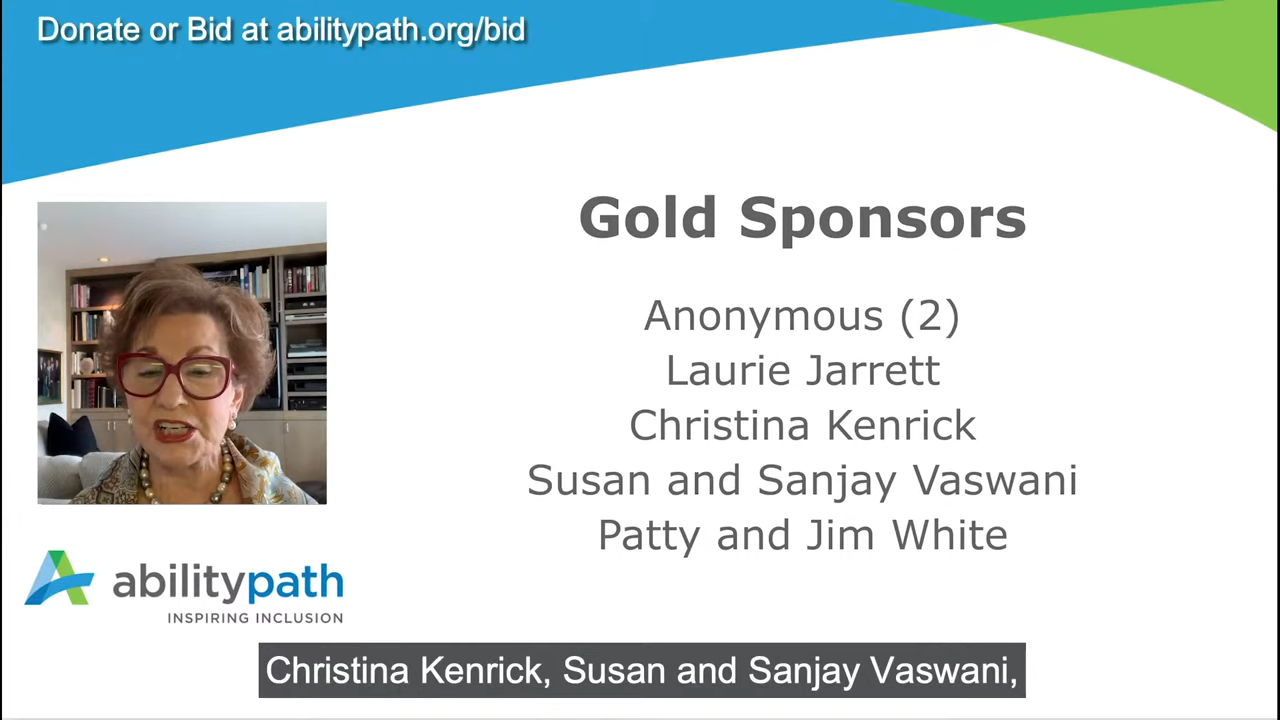 Donate or Bid at abilitypath.org/bid
Gold Sponsors
Anonymous (2)
Laurie Jarrett
Christina Kenrick
Susan and Sanjay Vaswani
Patty and Jim White
abilitypath
INSPIRING INCLUSION
Christina Kenrick, Susan and Sanjay Vaswani,